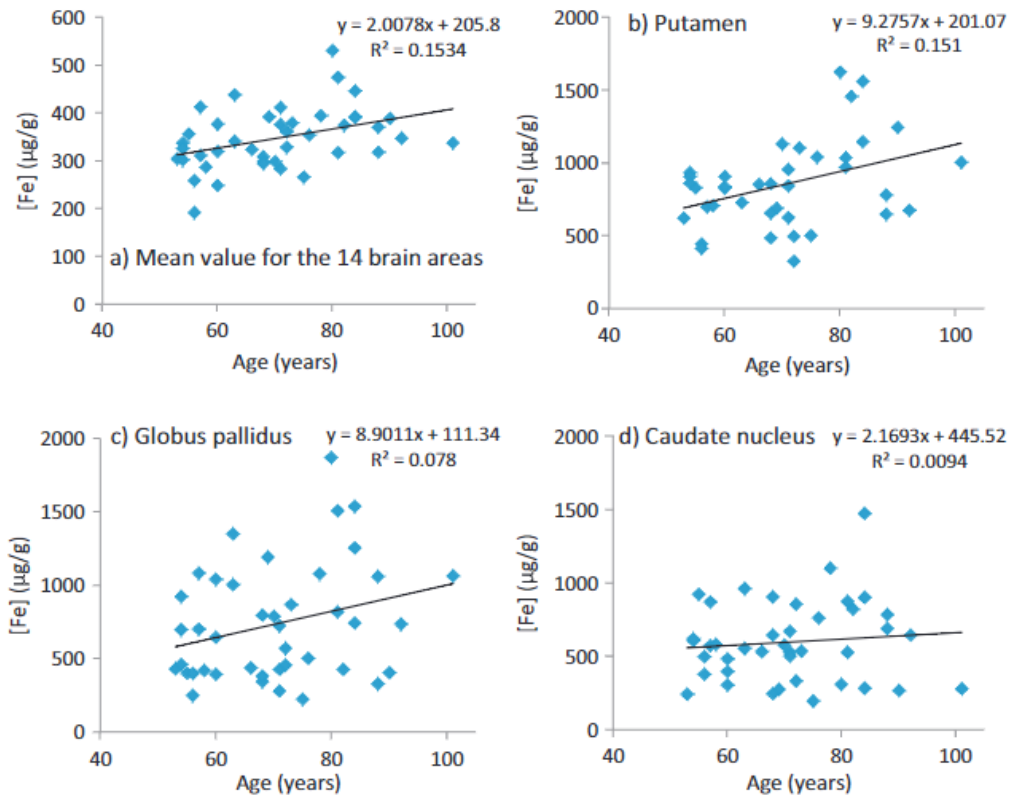 600
500
400
300
200
100
0
[Fe] (µg/g)
y = 2.0078x + 205.8
R² = 0.1534
a) Mean value for the 14 brain areas
40 60 80 100
Age (years)
2000
1500
1000
500
0
[Fe] (µg/g)
b) Putamen
y = 9.2757x + 201.07
R² = 0.151
40 60 80 100
Age (years)
2000
1500
1000
500
0
[Fe] (µg/g)
c) Globus pallidus
y = 8.9011x + 111.34
R² = 0.078
40 60 80 100
Age (years)
2000
1500
1000
500
0
[Fe] (µg/g)
d) Caudate nucleus
y = 2.1693x + 445.52
R² = 0.0094
40 60 80 100
Age (years)